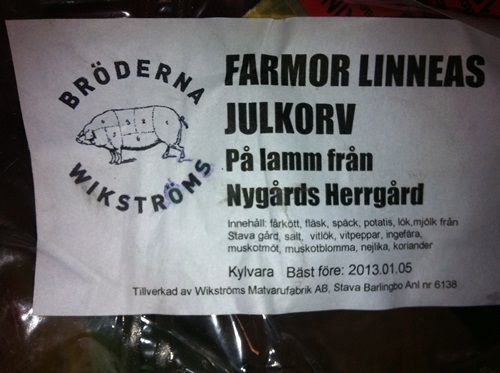 BRÖDERNA
WIKSTRÖMS
FARMOR LINNEAS
JULKORV
På lamm från
Nygårds Herrgård
Innehåll: fårkött, fläsk, späck, potatis, lök,mjölk från
Stava gård, salt, vitlök, vitpeppar, ingefära,
muskotmöt, muskotblomma, nejlika, koriander
Kylvara Bäst före: 2013.01.05
Tillverkad av Wikströms Matvarufabrik AB, Stava Barlingbo Anl nr 6138